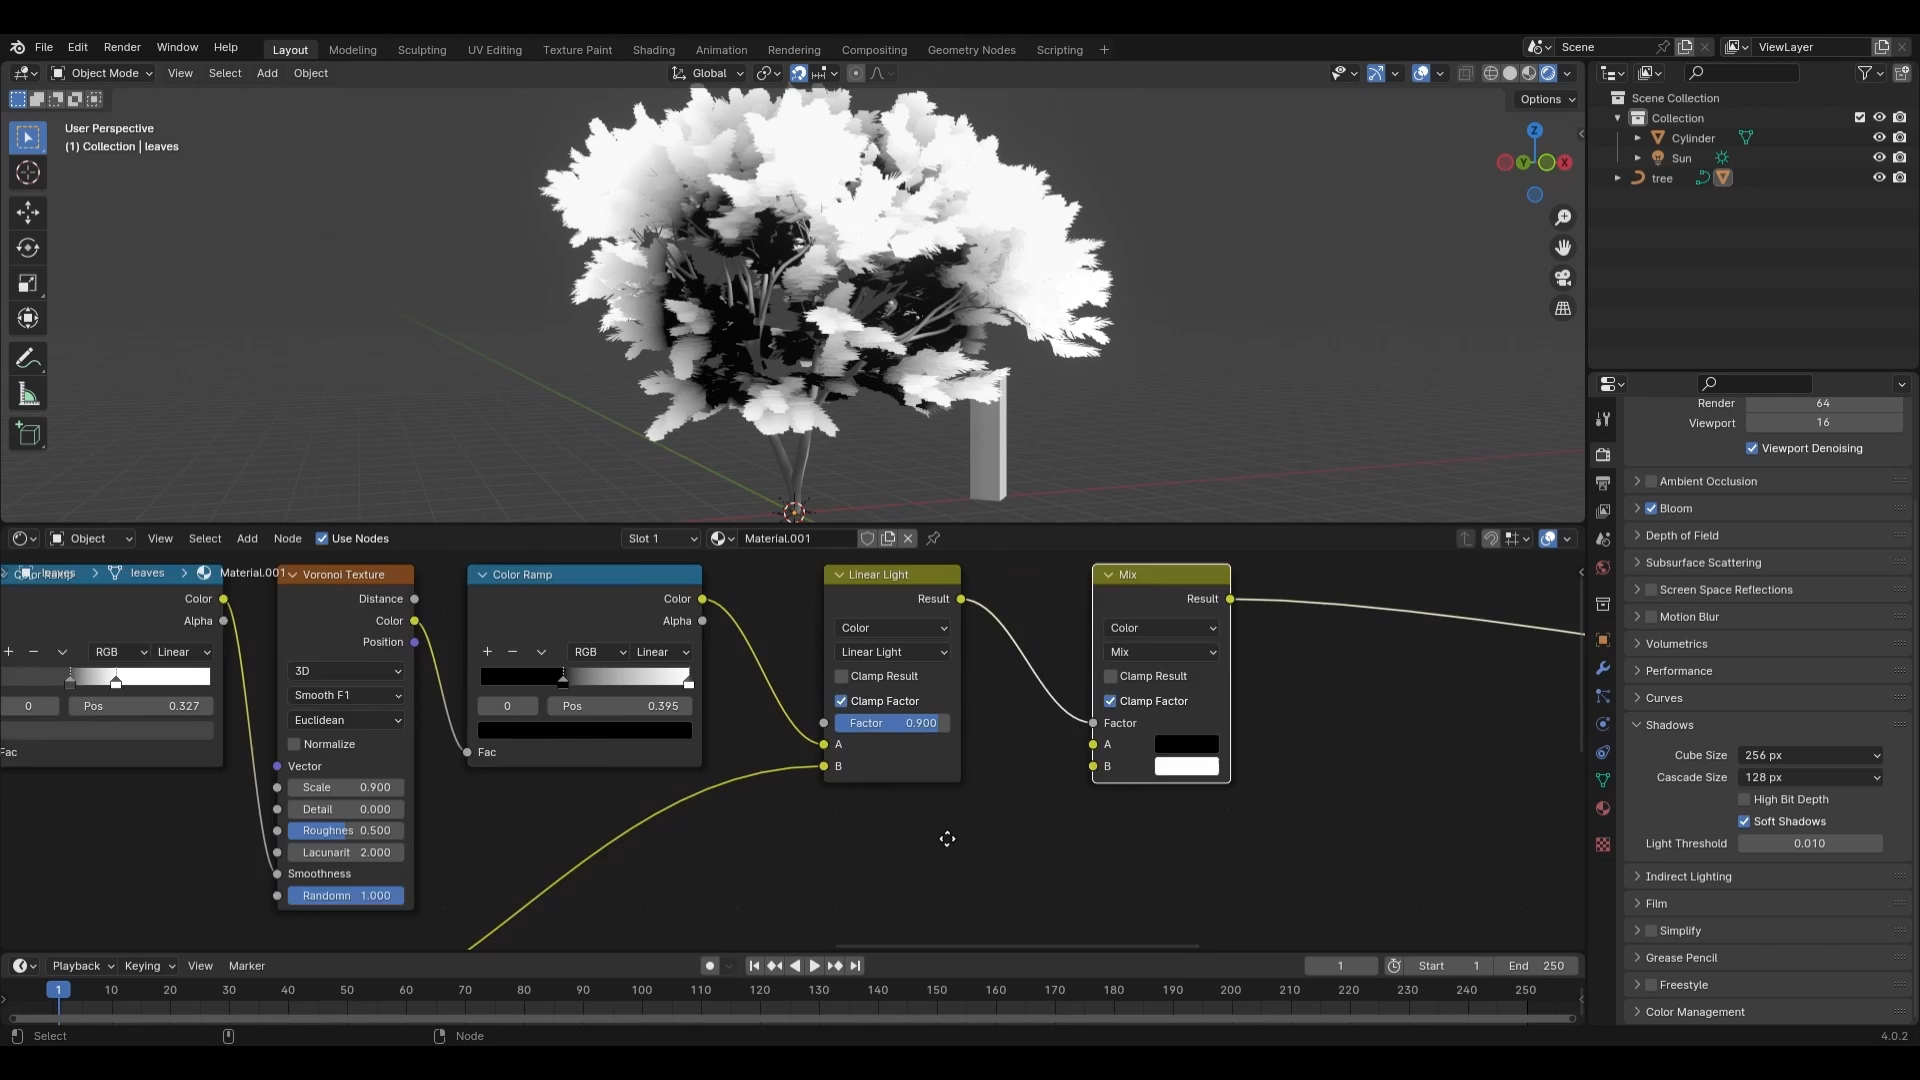 File Edit Render Window Help Layout Modeling Sculpting UV Editing Texture Paint Shading Animation Rendering Compositing Geometry Nodes Scripting + Scene ViewLayer
Object Mode View Select Add Object Global
Options
User Perspective
(1) Collection | leaves
Z
Y
X
Scene Collection
Collection
Cylinder
Sun
tree
Render 64
Viewport 16
Viewport Denoising
Ambient Occlusion
Bloom
Depth of Field
Subsurface Scattering
Screen Space Reflections
Motion Blur
Volumetrics
Performance
Curves
Shadows
Cube Size 256 px
Cascade Size 128 px
High Bit Depth
Soft Shadows
Light Threshold 0.010
Indirect Lighting
Film
Simplify
Grease Pencil
Freestyle
Color Management
Object View Select Add Node Use Nodes Slot 1 Material.001
leaves leaves Material.001
Color
Alpha
RGB Linear
0 Pos 0.327
Fac
Voronoi Texture
Distance
Color
Position
3D
Smooth F1
Euclidean
Normalize
Vector
Scale 0.900
Detail 0.000
Roughnes 0.500
Lacunarit 2.000
Smoothness
Randomn 1.000
Color Ramp
Color
Alpha
RGB Linear
0 Pos 0.395
Fac
Linear Light
Result
Color
Linear Light
Clamp Result
Clamp Factor
Factor 0.900
A
B
Mix
Result
Color
Mix
Clamp Result
Clamp Factor
Factor
A
B
Playback Keying View Marker 1 Start 1 End 250
1 10 20 30 40 50 60 70 80 90 100 110 120 130 140 150 160 170 180 190 200 210 220 230 240 250
Select Node 4.0.2